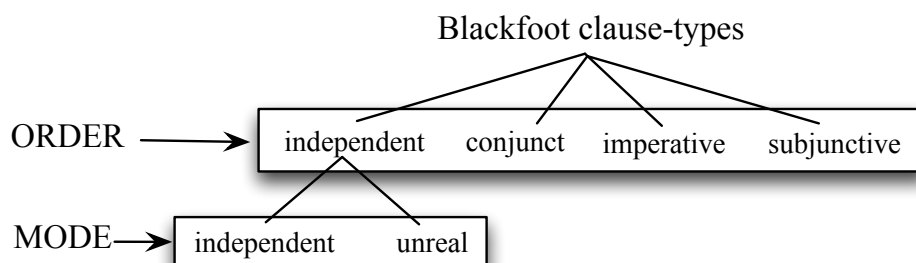 Blackfoot clause-types
ORDER independent conjunct imperative subjunctive
MODE independent unreal